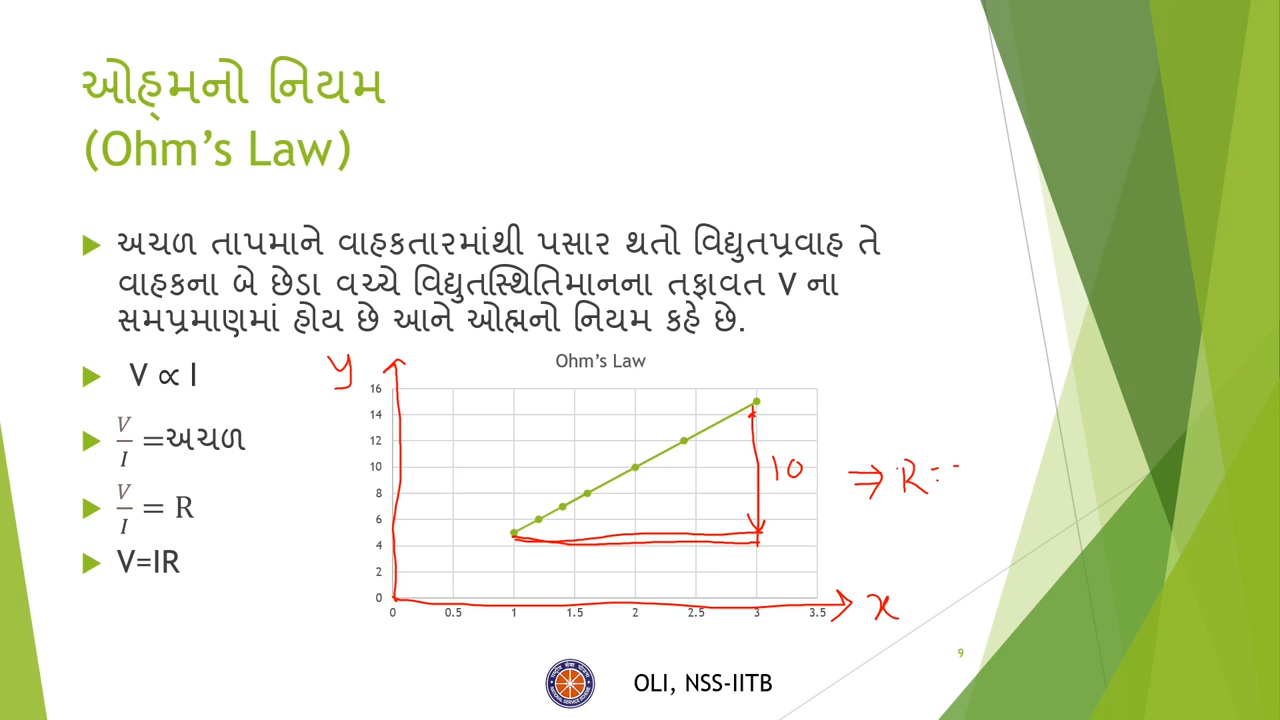 ઓહ્‌મનો નિયમ
(Ohm's Law)
અચળ તાપમાને વાહકતારમાંથી પસાર થતો વિદ્યુતપ્રવાહ તે
વાહકના બે છેડા વચ્ચે વિદ્યુતસ્થિતિમાનના તફાવત V ના
સમપ્રમાણમાં હોય છે આને ઓહ્મનો નિયમ કહે છે.
V ∝ I
V/I =અચળ
V/I = R
V=IR
Ohm's Law
y
16
14
12
10
8
6
4
2
0
0 0.5 1 1.5 2 2.5 3 3.5
x
10
⇒ R=
9
OLI, NSS-IITB